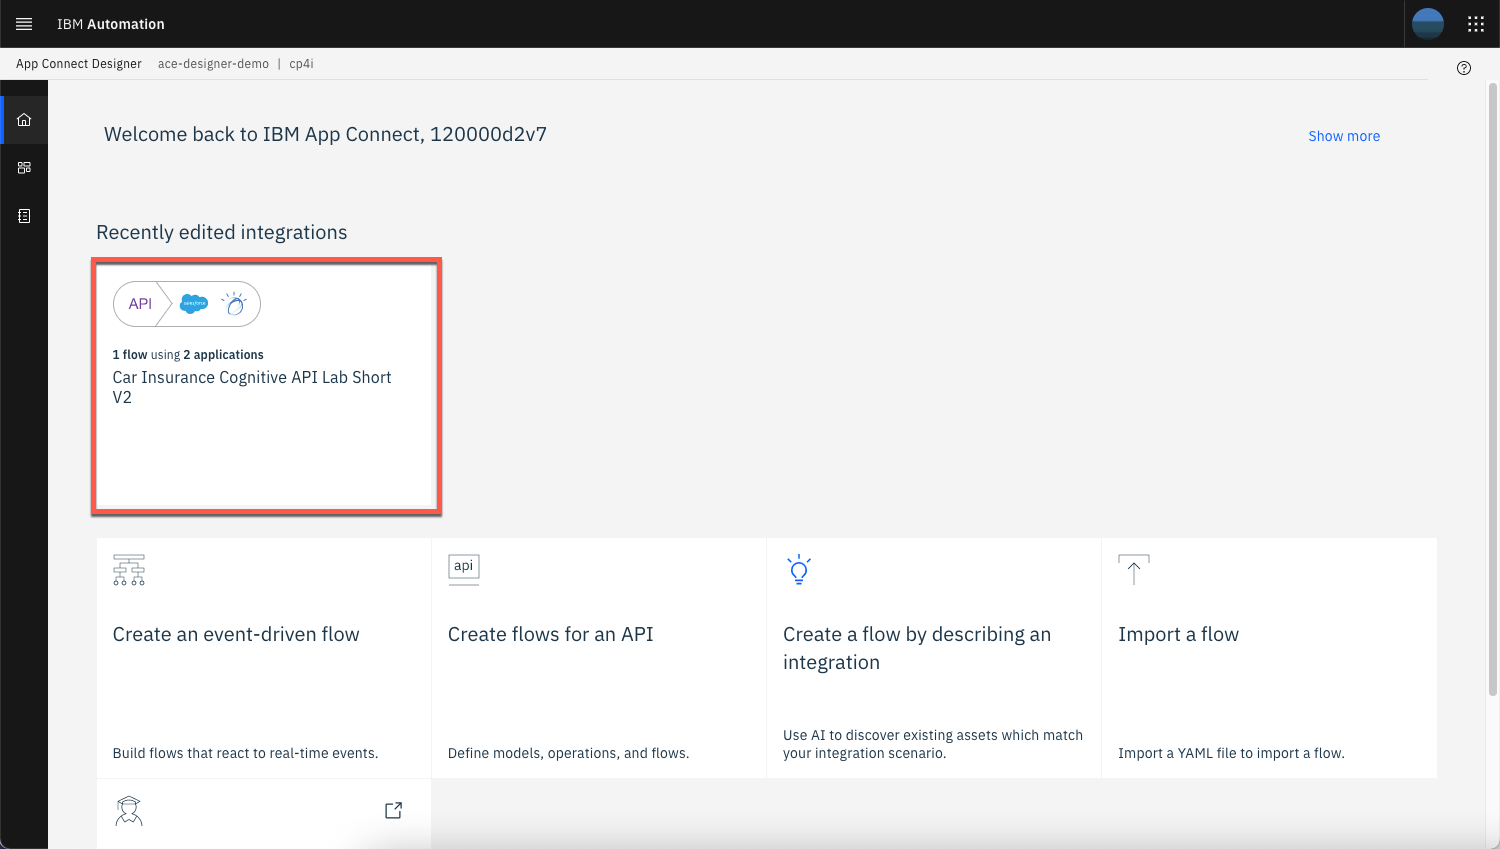 IBM Automation
App Connect Designer ace-designer-demo | cp4i
Welcome back to IBM App Connect, 120000d2v7
Show more
Recently edited integrations
API
salesforce
1 flow using 2 applications
Car Insurance Cognitive API Lab Short
V2
Create an event-driven flow
Build flows that react to real-time events.
api
Create flows for an API
Define models, operations, and flows.
Create a flow by describing an
integration
Use AI to discover existing assets which match
your integration scenario.
Import a flow
Import a YAML file to import a flow.